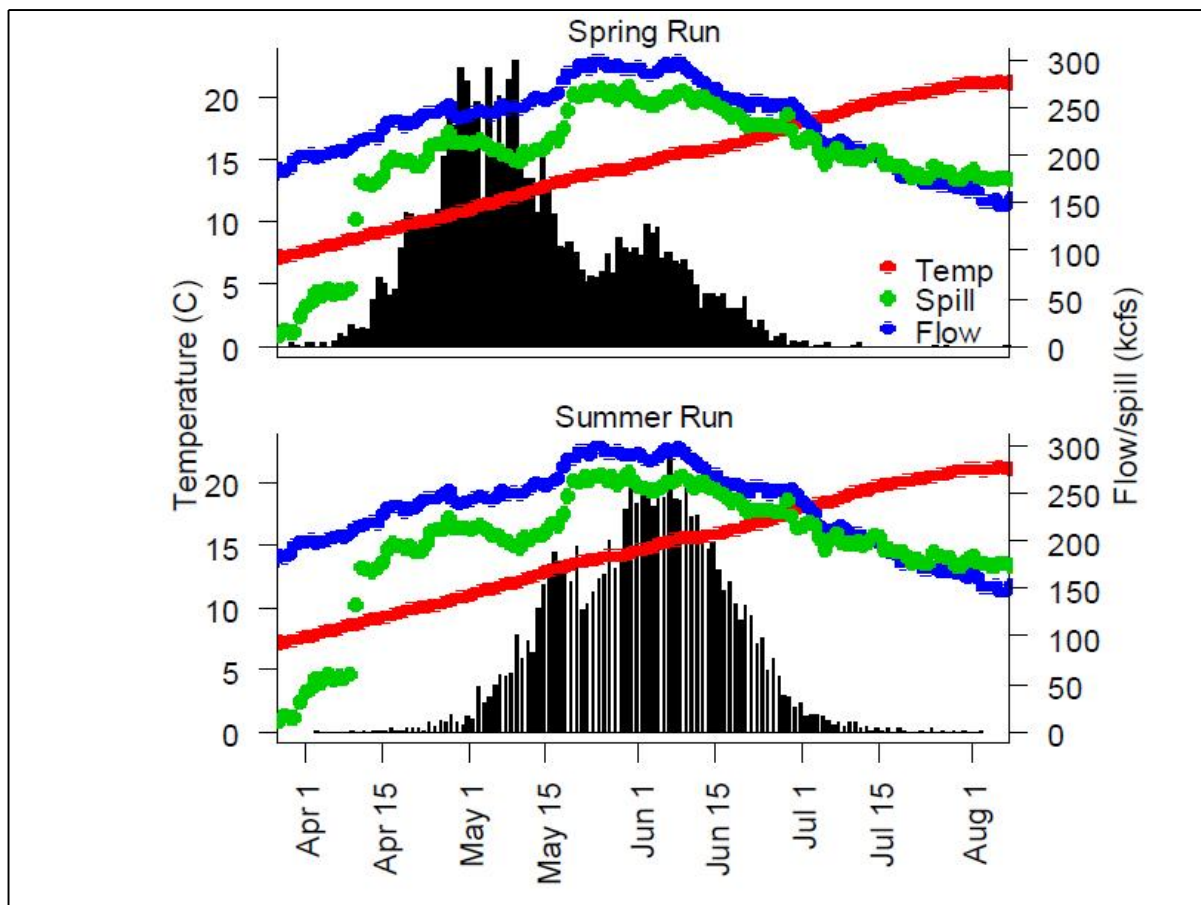 Spring Run
Temperature (C)
20
15
10
5
0
300
250
200
150
100
50
0
Flow/spill (kcfs)
Temp
Spill
Flow
Summer Run
20
15
10
5
0
300
250
200
150
100
50
0
Apr 1
Apr 15
May 1
May 15
Jun 1
Jun 15
Jul 1
Jul 15
Aug 1